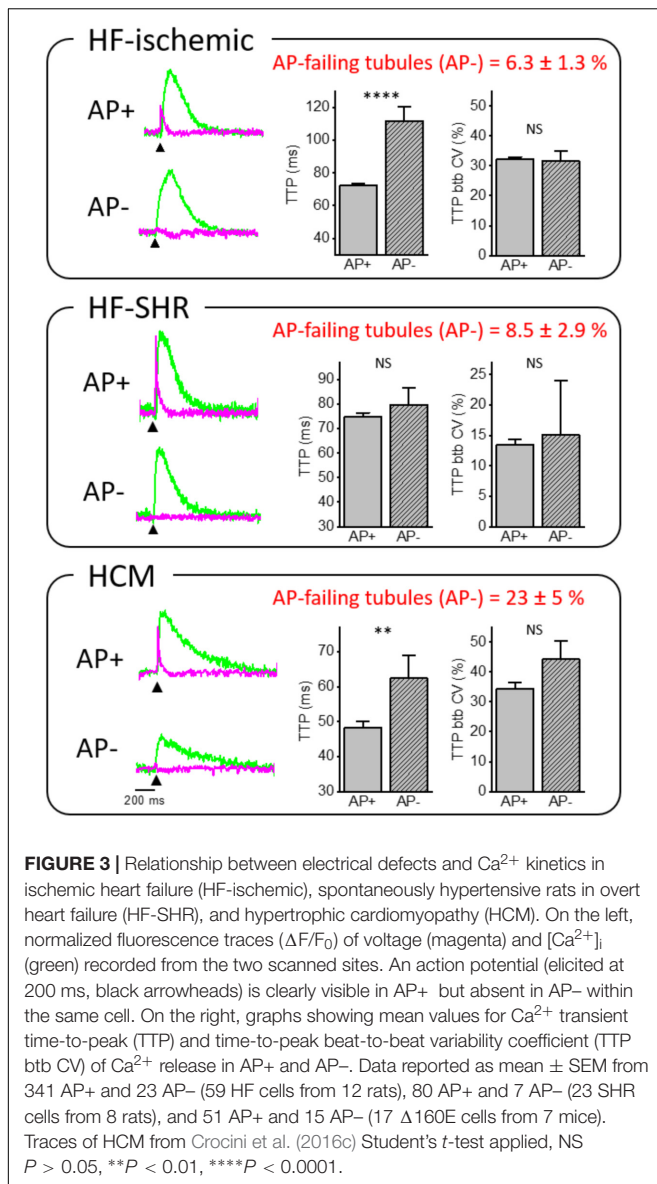 HF-ischemic
AP-failing tubules (AP-) = 6.3 ± 1.3 %
AP+
AP-
TTP (ms)
120
100
80
60
40
****
AP+ AP-
TTP btb CV (%)
50
40
30
20
10
0
NS
AP+ AP-
HF-SHR
AP-failing tubules (AP-) = 8.5 ± 2.9 %
AP+
AP-
TTP (ms)
90
80
70
60
50
40
30
NS
AP+ AP-
TTP btb CV (%)
25
20
15
10
5
0
NS
AP+ AP-
HCM
AP-failing tubules (AP-) = 23 ± 5 %
AP+
AP-
200 ms
TTP (ms)
70
60
50
40
30
**
AP+ AP-
TTP btb CV (%)
50
40
30
20
10
0
NS
AP+ AP-
FIGURE 3 | Relationship between electrical defects and Ca²⁺ kinetics in
ischemic heart failure (HF-ischemic), spontaneously hypertensive rats in overt
heart failure (HF-SHR), and hypertrophic cardiomyopathy (HCM). On the left,
normalized fluorescence traces (ΔF/F₀) of voltage (magenta) and [Ca²⁺]ᵢ
(green) recorded from the two scanned sites. An action potential (elicited at
200 ms, black arrowheads) is clearly visible in AP+ but absent in AP– within
the same cell. On the right, graphs showing mean values for Ca²⁺ transient
time-to-peak (TTP) and time-to-peak beat-to-beat variability coefficient (TTP
btb CV) of Ca²⁺ release in AP+ and AP–. Data reported as mean ± SEM from
341 AP+ and 23 AP– (59 HF cells from 12 rats), 80 AP+ and 7 AP– (23 SHR
cells from 8 rats), and 51 AP+ and 15 AP– (17 Δ160E cells from 7 mice).
Traces of HCM from Crocini et al. (2016c) Student's t-test applied, NS
P > 0.05, **P < 0.01, ****P < 0.0001.